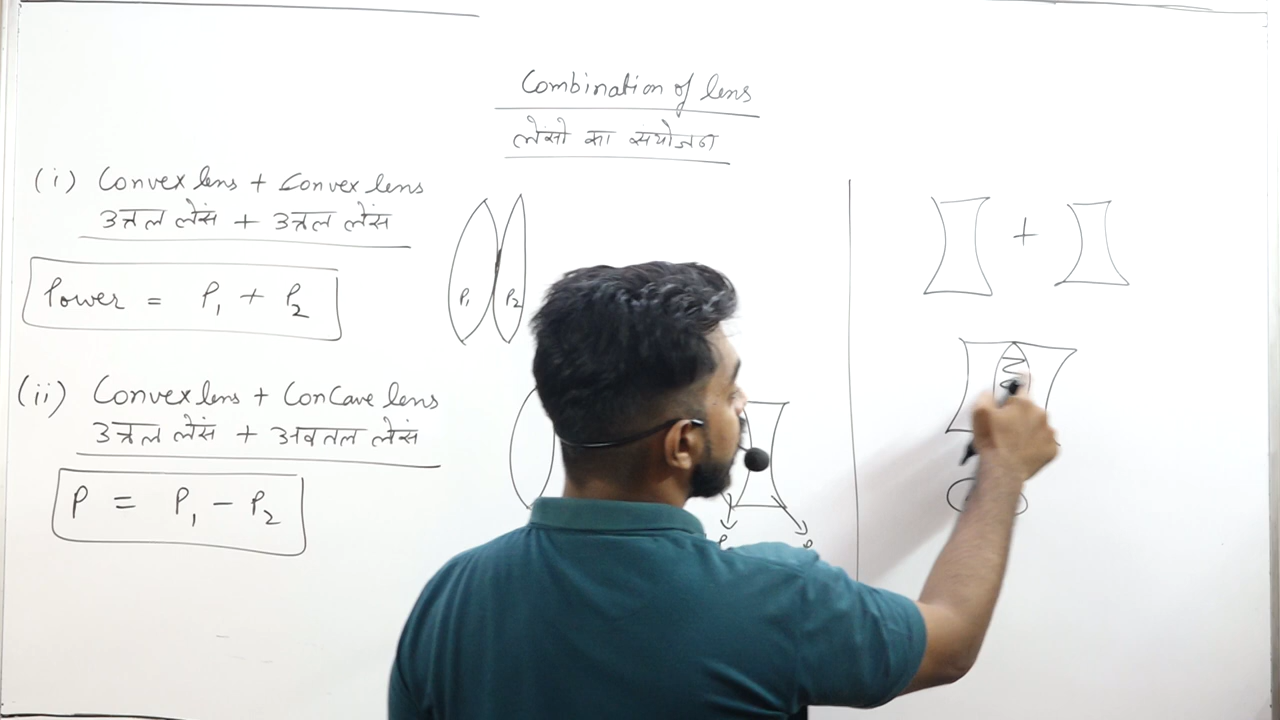 Combination of lens
लेंसो का संयोजन
(i) Convex lens + Convex lens
उत्तल लेंस + उत्तल लेंस
Power = P₁ + P₂
P₁ P₂
+
(ii) Convex lens + Concave lens
उत्तल लेंस + अवतल लेंस
P = P₁ - P₂